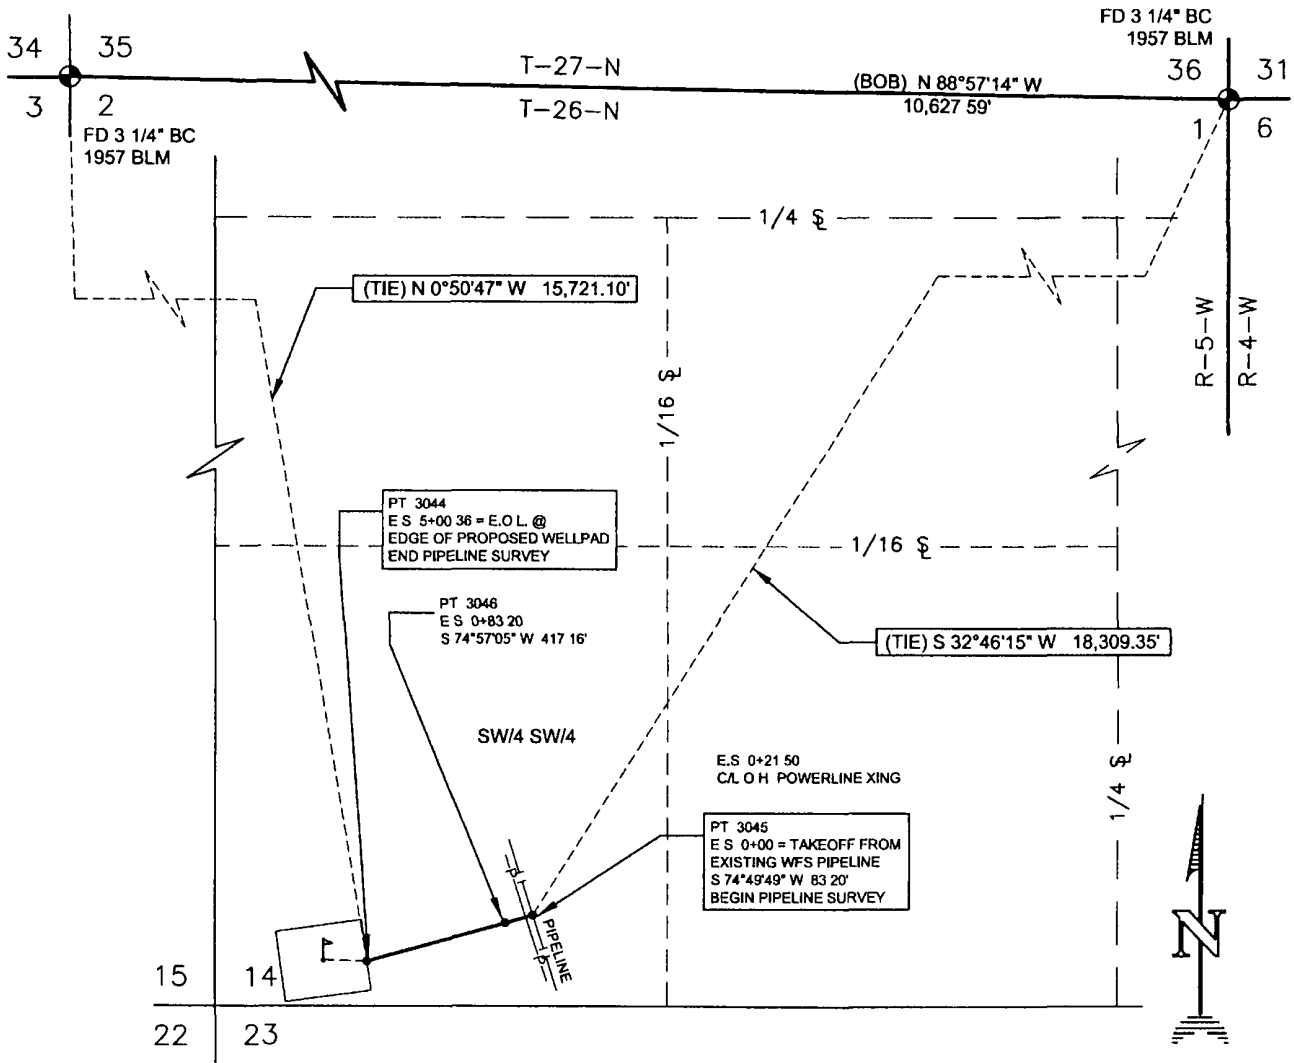 FD 3 1/4" BC
1957 BLM
34 35
T-27-N
36 31
(BOB) N 88°57'14" W
10,627 59'
3 2
T-26-N
1 6
FD 3 1/4" BC
1957 BLM
1/4 ℄
(TIE) N 0°50'47" W 15,721.10'
R-5-W
R-4-W
1/16 ℄
PT 3044
E S 5+00 36 = E.O L. @
EDGE OF PROPOSED WELLPAD
END PIPELINE SURVEY
1/16 ℄
PT 3046
E S 0+83 20
S 74°57'05" W 417 16'
(TIE) S 32°46'15" W 18,309.35'
SW/4 SW/4
E.S 0+21 50
C/L O H POWERLINE XING
1/4 ℄
PT 3045
E S 0+00 = TAKEOFF FROM
EXISTING WFS PIPELINE
S 74°49'49" W 83 20'
BEGIN PIPELINE SURVEY
P
P
PIPELINE
N
15 14
22 23